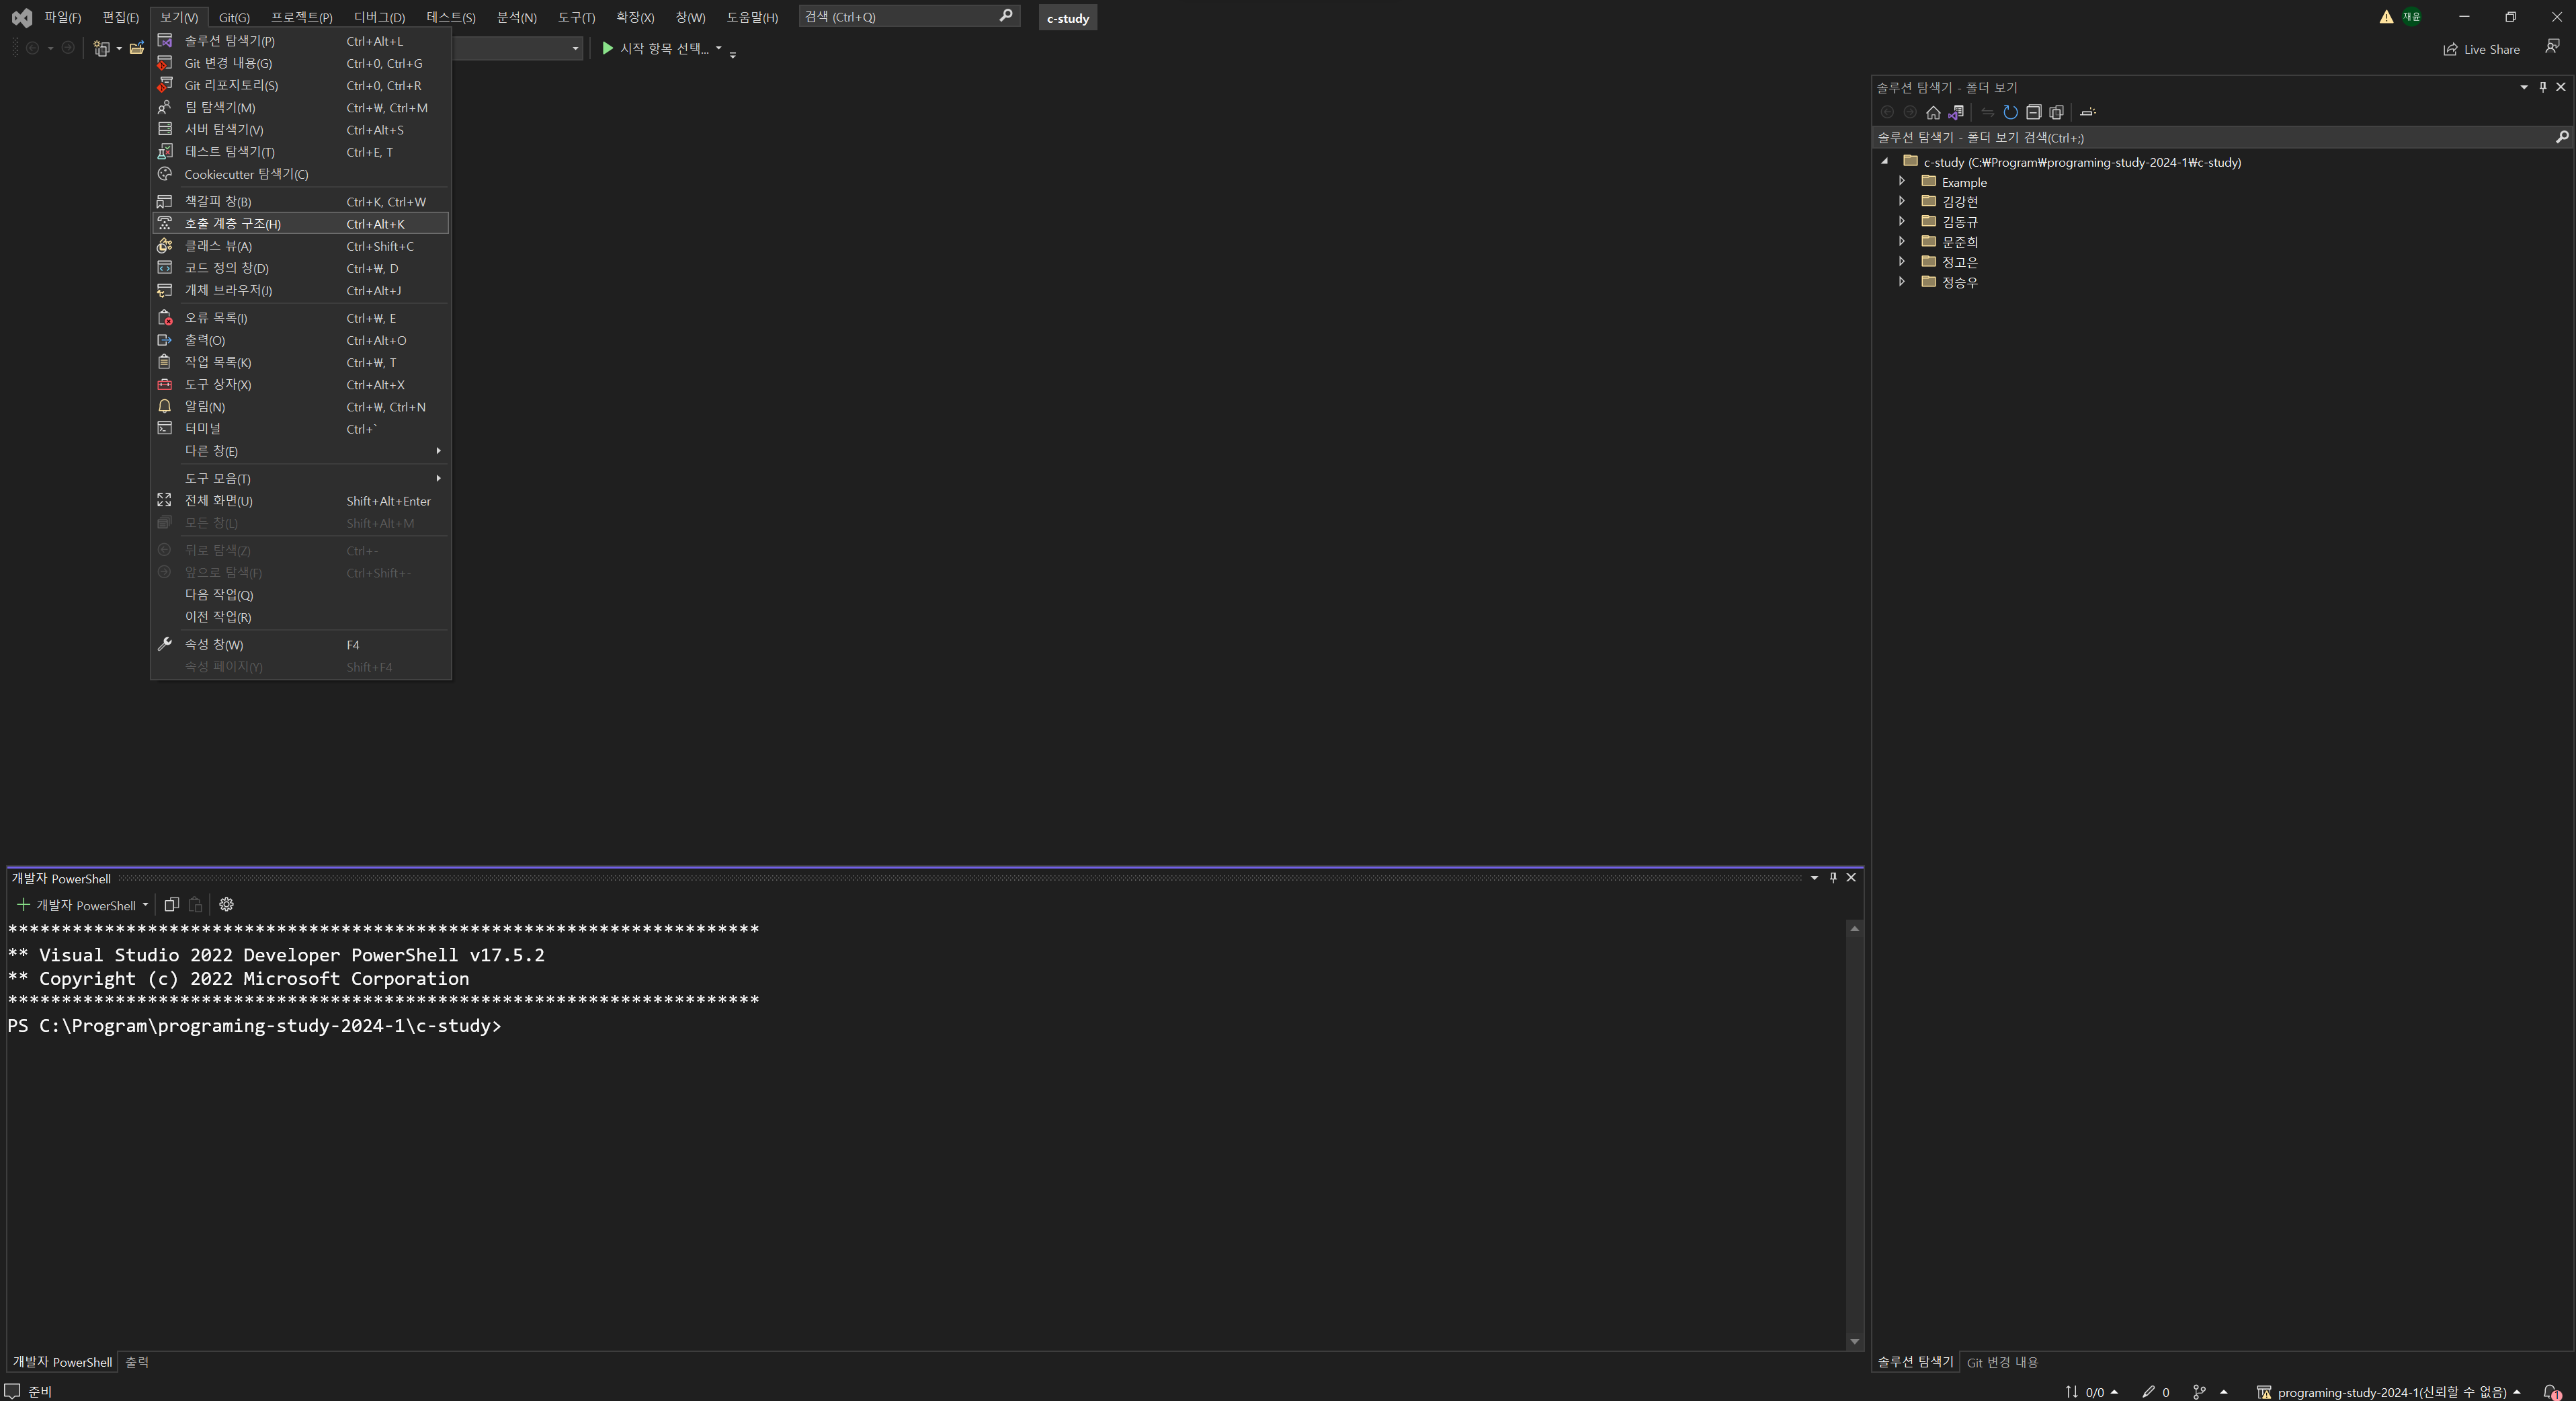 파일(F) 편집(E) 보기(V) Git(G) 프로젝트(P) 디버그(D) 테스트(S) 분석(N) 도구(T) 확장(X) 창(W) 도움말(H) 검색 (Ctrl+Q) c-study 재윤
시작 항목 선택... Live Share
솔루션 탐색기(P) Ctrl+Alt+L
Git 변경 내용(G) Ctrl+0, Ctrl+G
Git 리포지토리(S) Ctrl+0, Ctrl+R
팀 탐색기(M) Ctrl+₩, Ctrl+M
서버 탐색기(V) Ctrl+Alt+S
테스트 탐색기(T) Ctrl+E, T
Cookiecutter 탐색기(C)
책갈피 창(B) Ctrl+K, Ctrl+W
호출 계층 구조(H) Ctrl+Alt+K
클래스 뷰(A) Ctrl+Shift+C
코드 정의 창(D) Ctrl+₩, D
개체 브라우저(J) Ctrl+Alt+J
오류 목록(I) Ctrl+₩, E
출력(O) Ctrl+Alt+O
작업 목록(K) Ctrl+₩, T
도구 상자(X) Ctrl+Alt+X
알림(N) Ctrl+₩, Ctrl+N
터미널 Ctrl+`
다른 창(E)
도구 모음(T)
전체 화면(U) Shift+Alt+Enter
모든 창(L) Shift+Alt+M
뒤로 탐색(Z) Ctrl+-
앞으로 탐색(F) Ctrl+Shift+-
다음 작업(Q)
이전 작업(R)
속성 창(W) F4
속성 페이지(Y) Shift+F4
솔루션 탐색기 - 폴더 보기
솔루션 탐색기 - 폴더 보기 검색(Ctrl+;)
c-study (C:₩Program₩programing-study-2024-1₩c-study)
Example
김강현
김동규
문준희
정고은
정승우
개발자 PowerShell
개발자 PowerShell
**********************************************************************
** Visual Studio 2022 Developer PowerShell v17.5.2
** Copyright (c) 2022 Microsoft Corporation
**********************************************************************
PS C:\Program\programing-study-2024-1\c-study>
개발자 PowerShell 출력
솔루션 탐색기 Git 변경 내용
준비 0/0 0 programing-study-2024-1(신뢰할 수 없음) 1